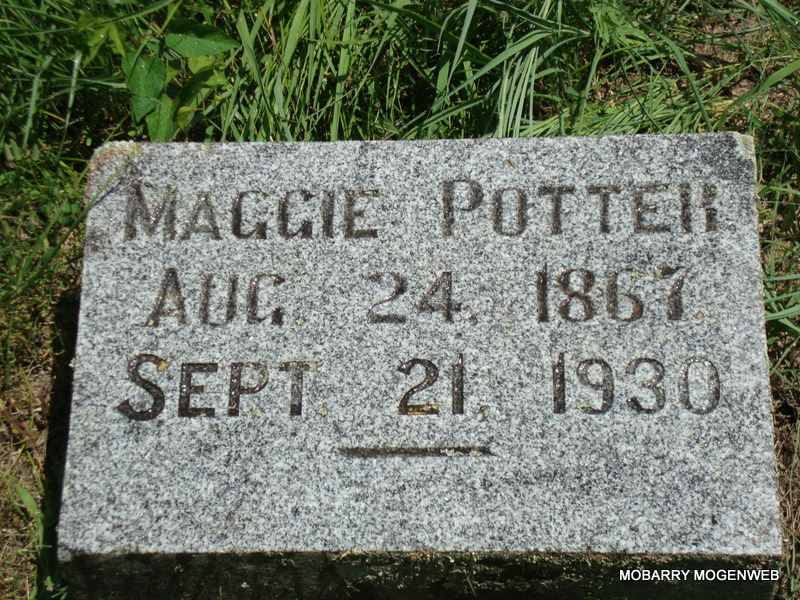 MAGGIE POTTER.
AUG. 24, 1867.
SEPT. 21, 1930
MOBARRY MOGENWEB